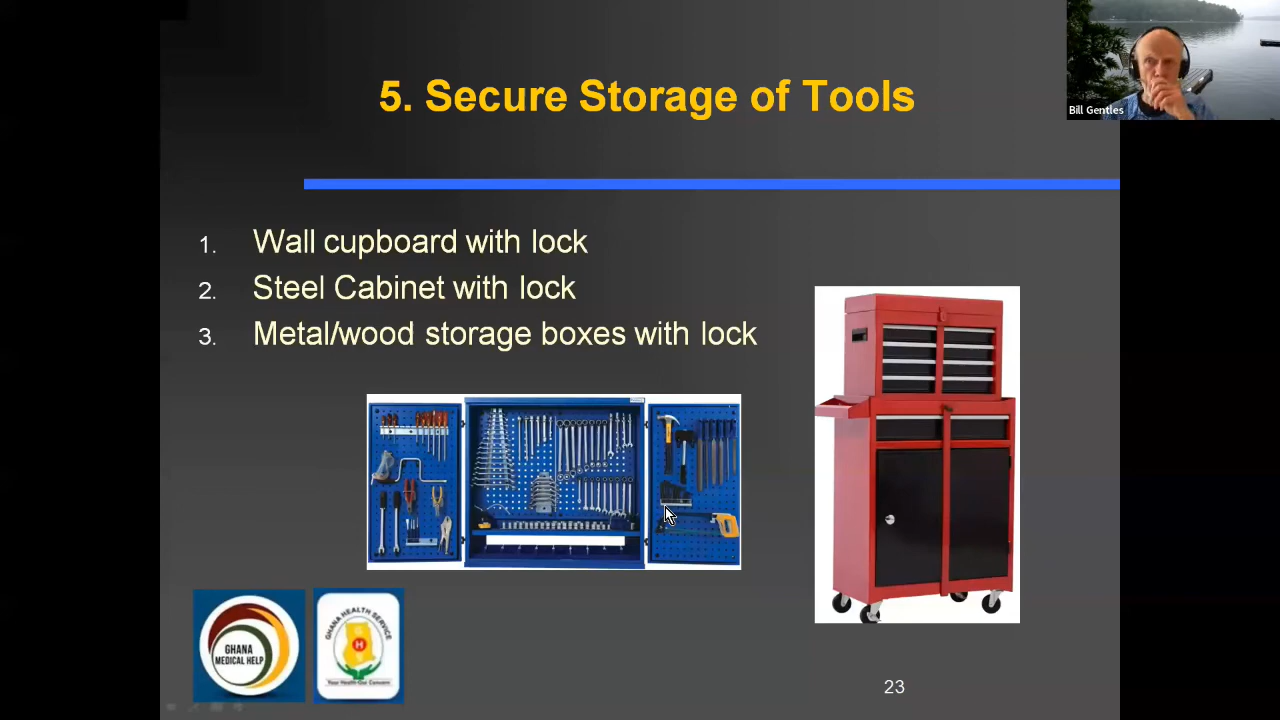 5. Secure Storage of Tools
Bill Gentles
1. Wall cupboard with lock
2. Steel Cabinet with lock
3. Metal/wood storage boxes with lock
GHANA
MEDICAL HELP
GHANA HEALTH SERVICE
H
Your Health-Our Concern
23